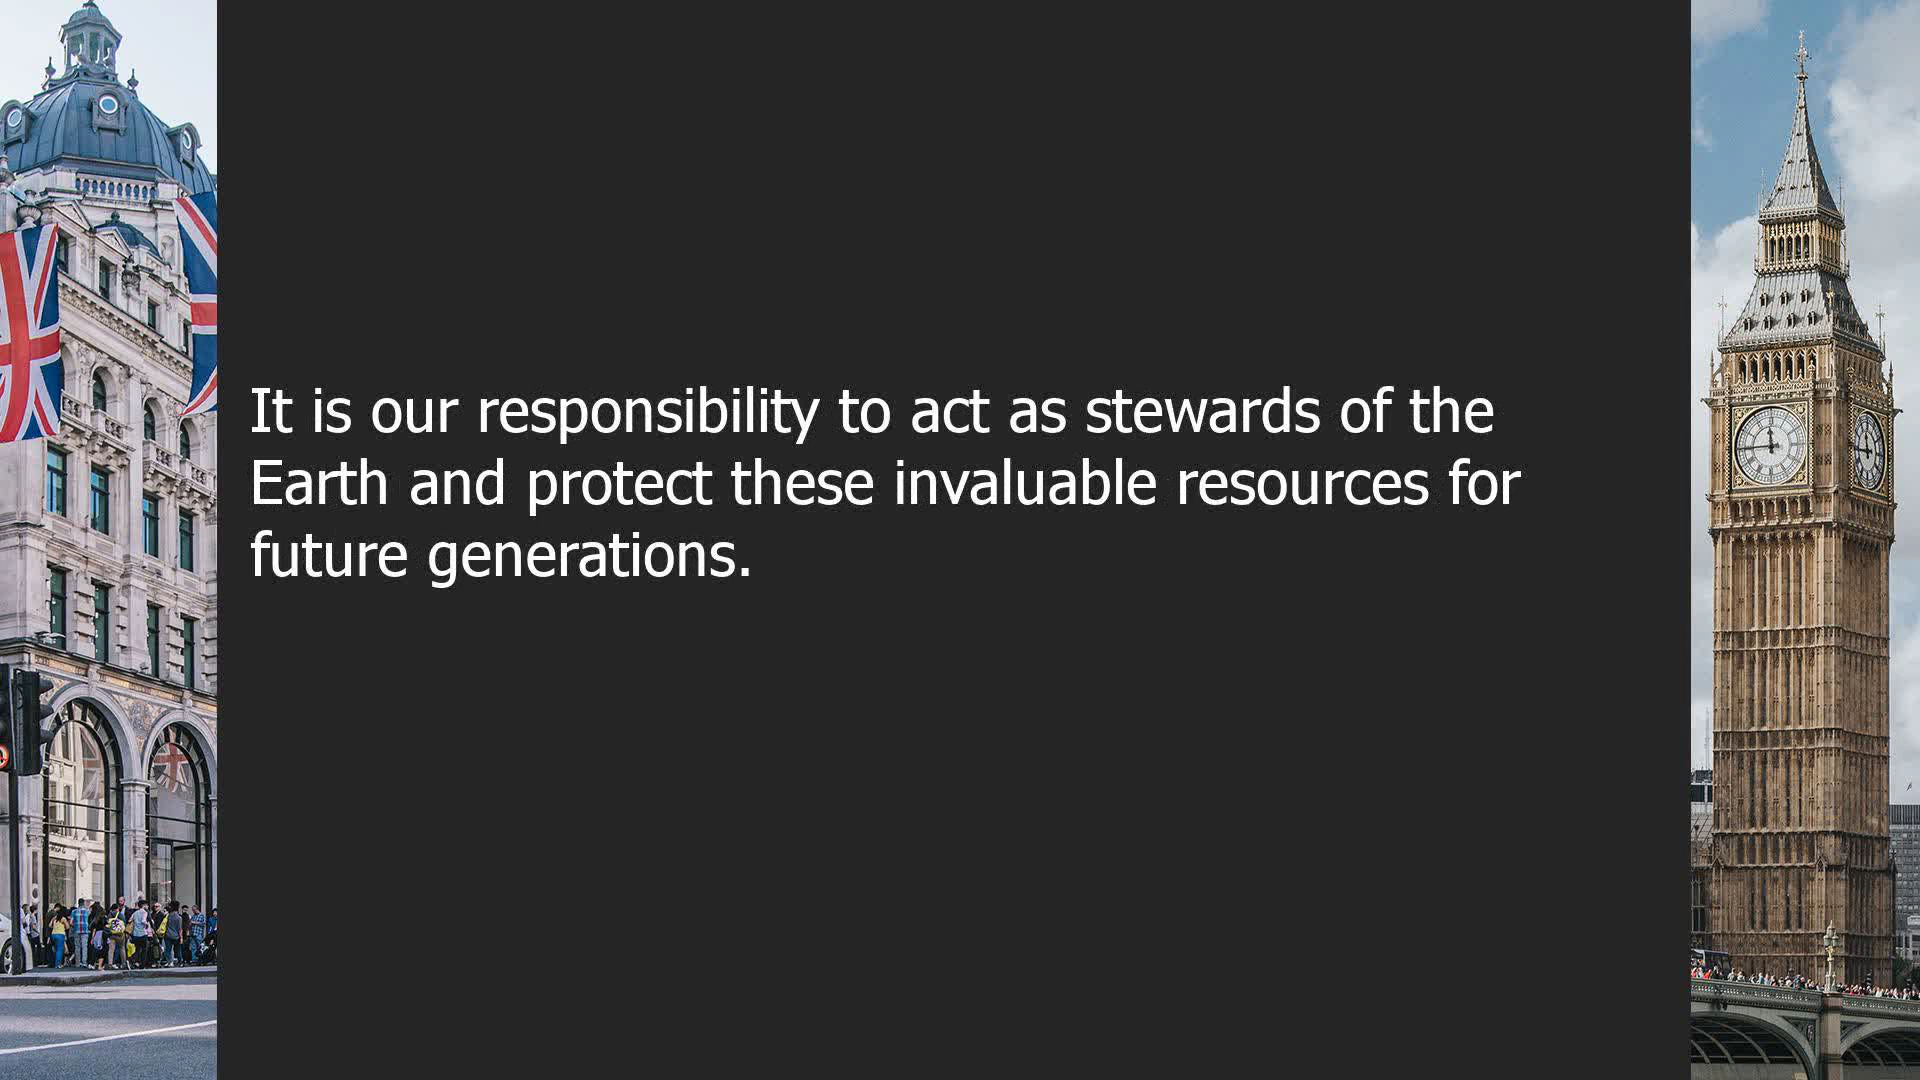 It is our responsibility to act as stewards of the
Earth and protect these invaluable resources for
future generations.